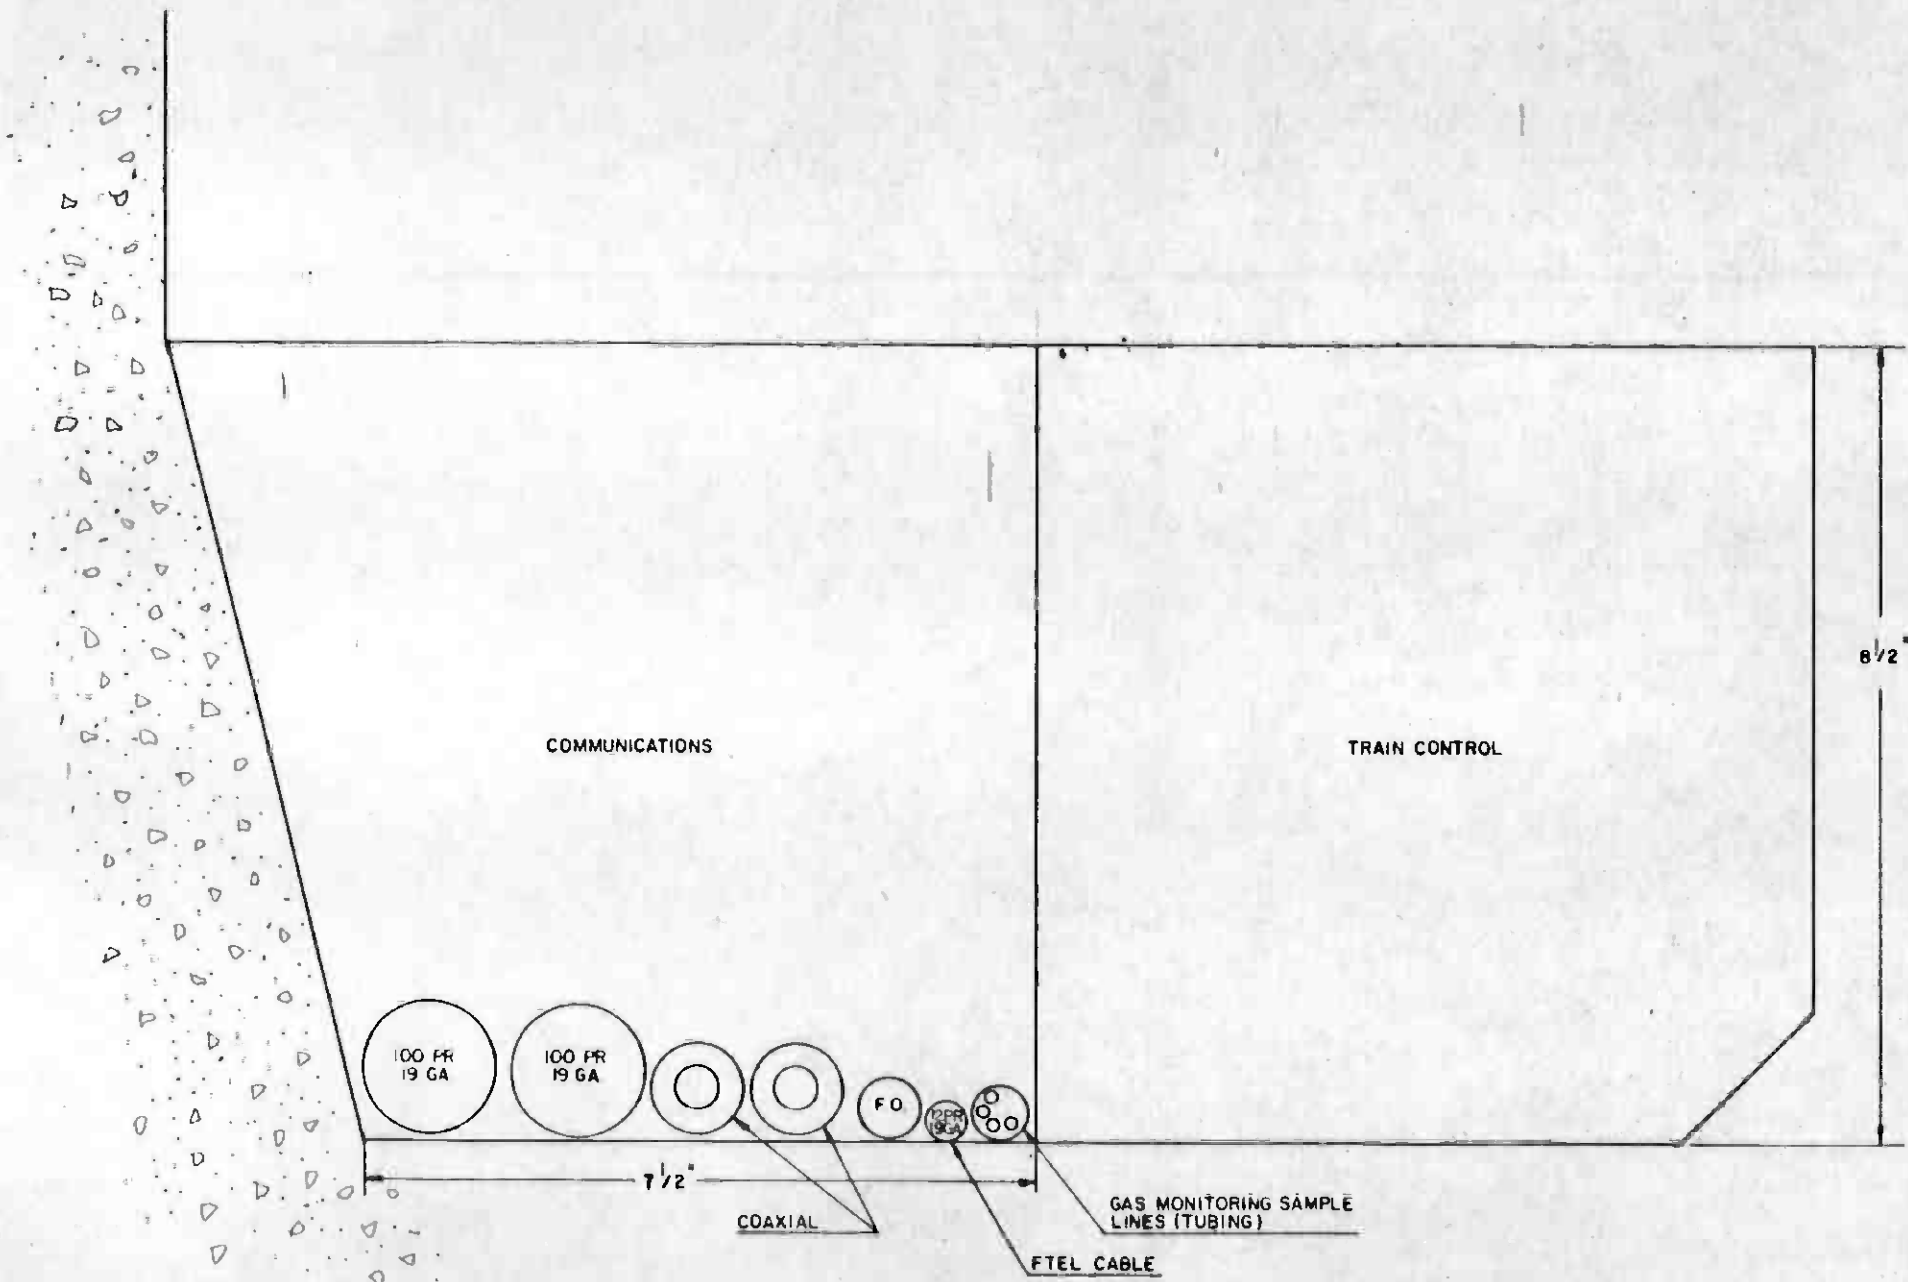 8 1/2"
COMMUNICATIONS
TRAIN CONTROL
100 PR
19 GA
100 PR
19 GA
F O
12PR
19GA
7 1/2"
COAXIAL
GAS MONITORING SAMPLE
LINES (TUBING)
FTEL CABLE